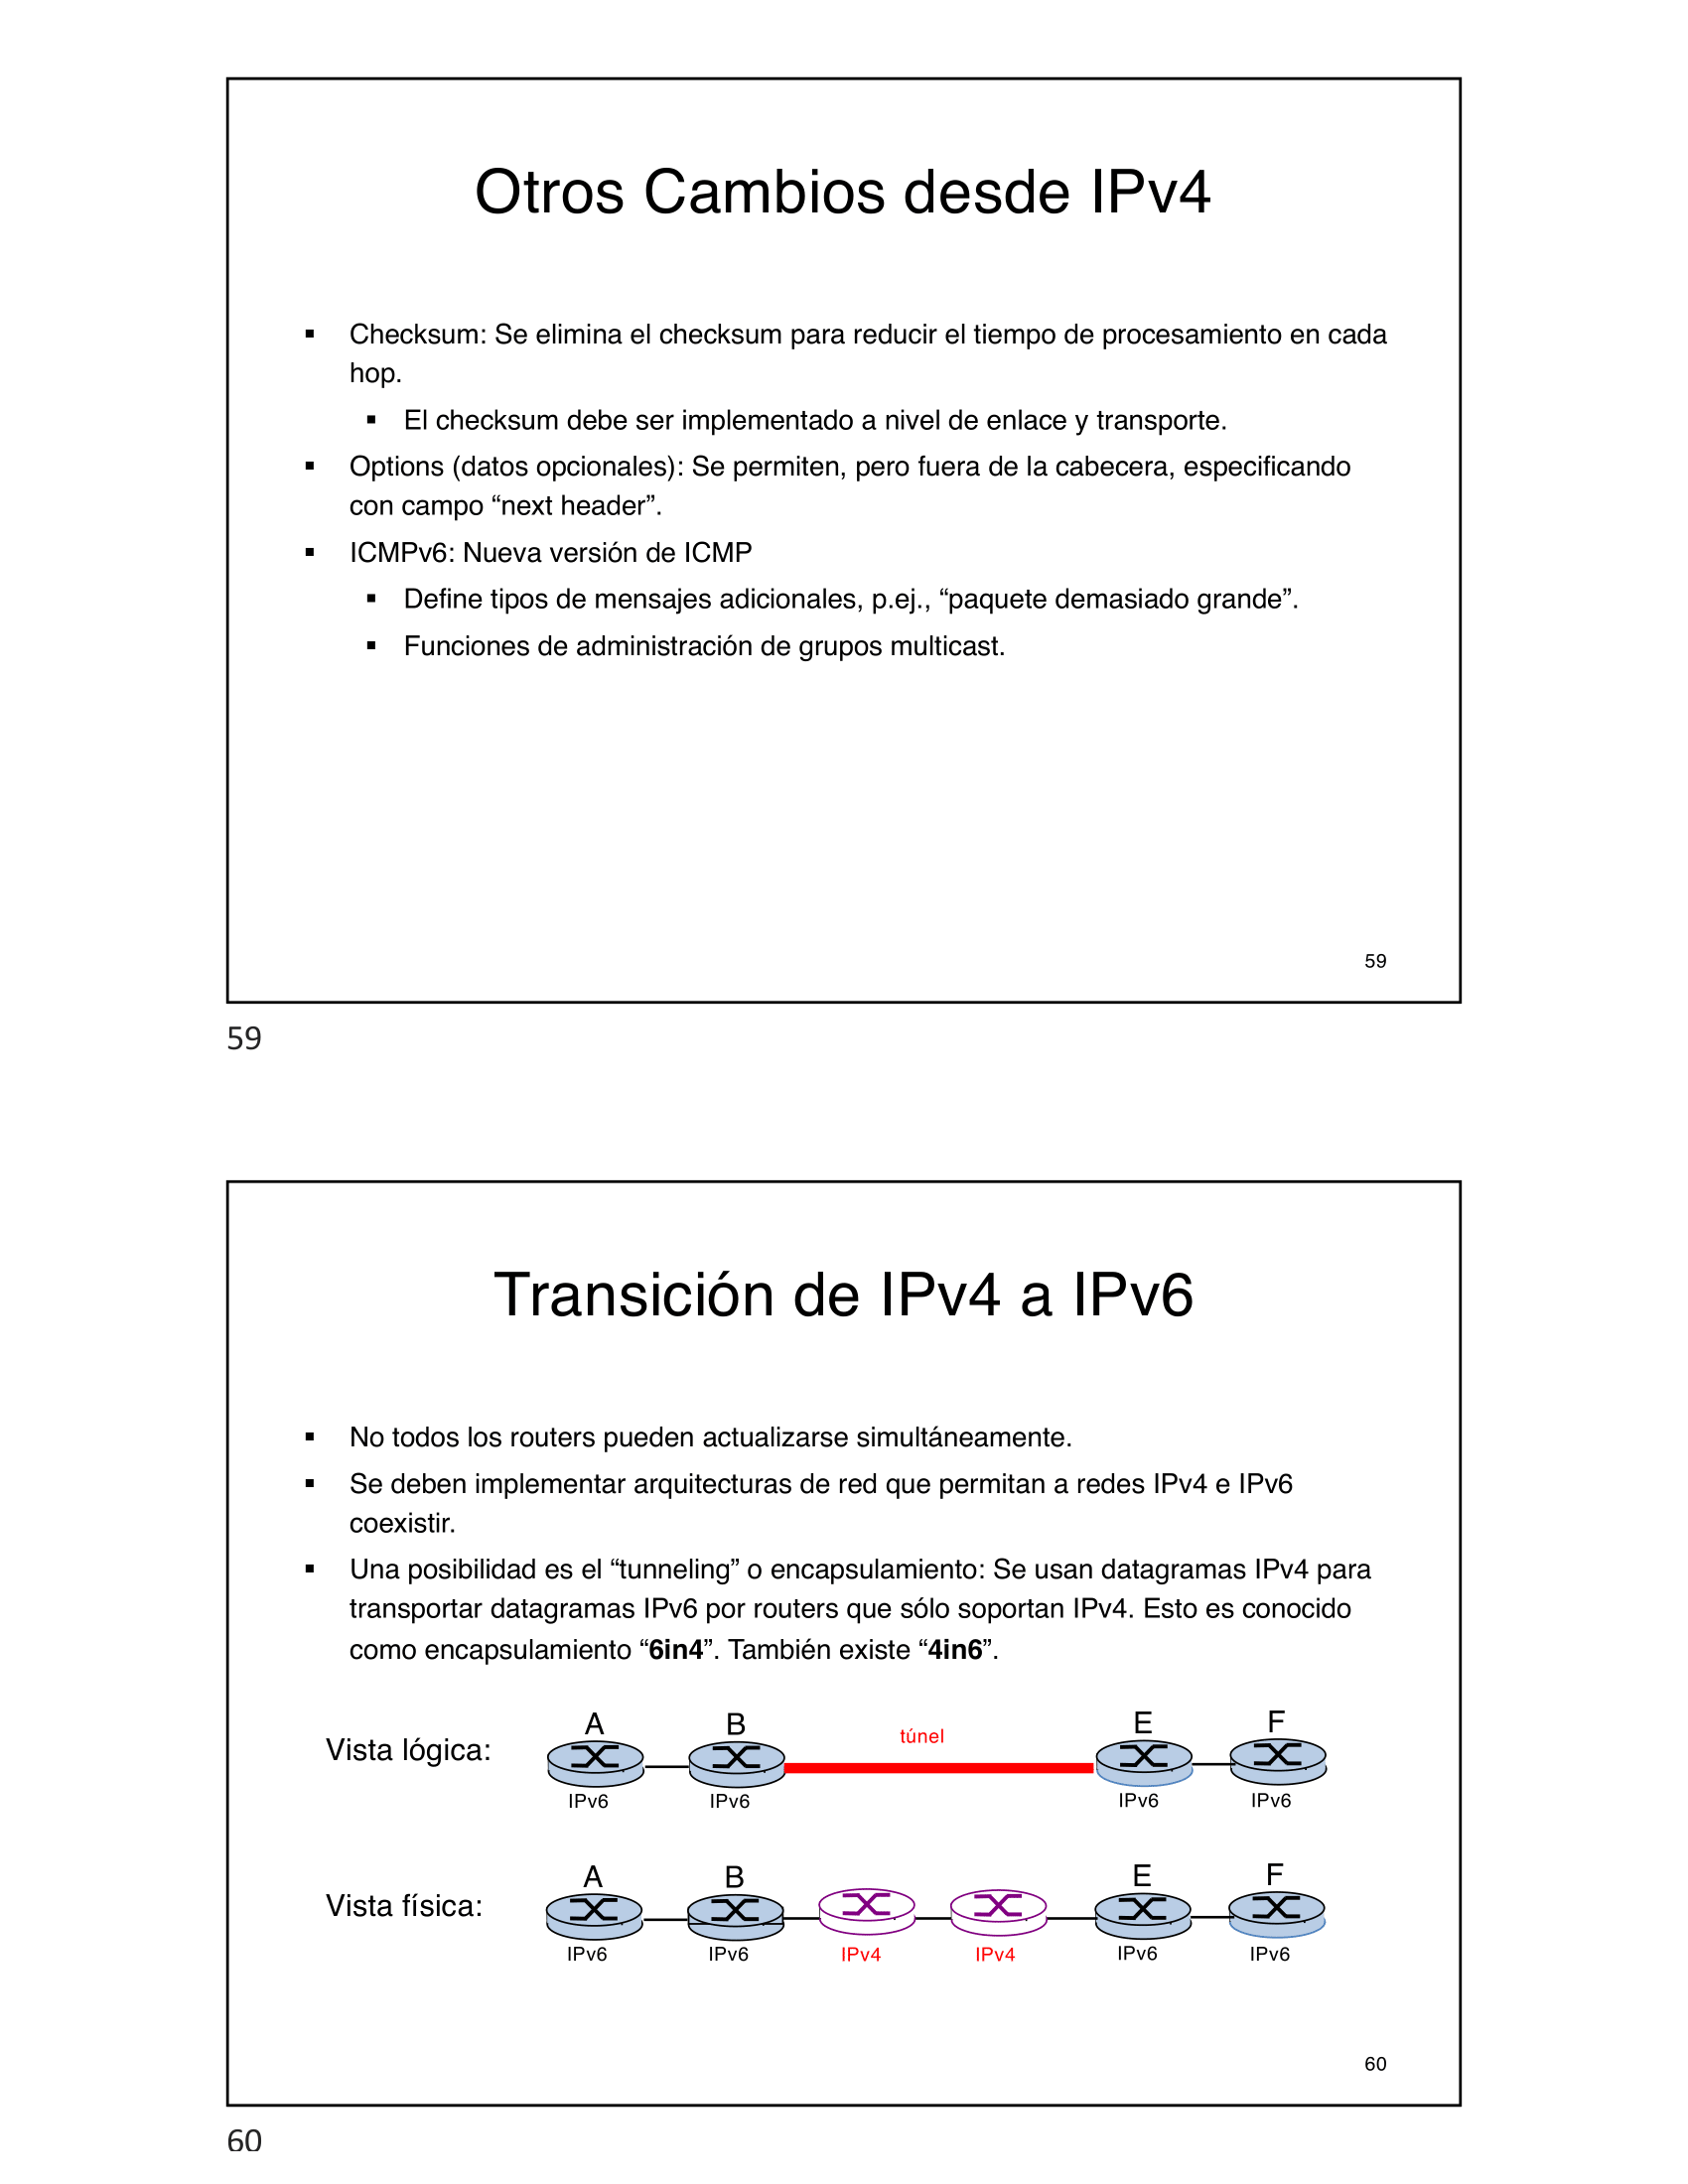 Otros Cambios desde IPv4
▪ Checksum: Se elimina el checksum para reducir el tiempo de procesamiento en cada
hop.
▪ El checksum debe ser implementado a nivel de enlace y transporte.
▪ Options (datos opcionales): Se permiten, pero fuera de la cabecera, especificando
con campo “next header”.
▪ ICMPv6: Nueva versión de ICMP
▪ Define tipos de mensajes adicionales, p.ej., “paquete demasiado grande”.
▪ Funciones de administración de grupos multicast.
59
59
Transición de IPv4 a IPv6
▪ No todos los routers pueden actualizarse simultáneamente.
▪ Se deben implementar arquitecturas de red que permitan a redes IPv4 e IPv6
coexistir.
▪ Una posibilidad es el “tunneling” o encapsulamiento: Se usan datagramas IPv4 para
transportar datagramas IPv6 por routers que sólo soportan IPv4. Esto es conocido
como encapsulamiento “6in4”. También existe “4in6”.
A B túnel E F
Vista lógica:
IPv6 IPv6 IPv6 IPv6
A B E F
Vista física:
IPv6 IPv6 IPv4 IPv4 IPv6 IPv6
60
60